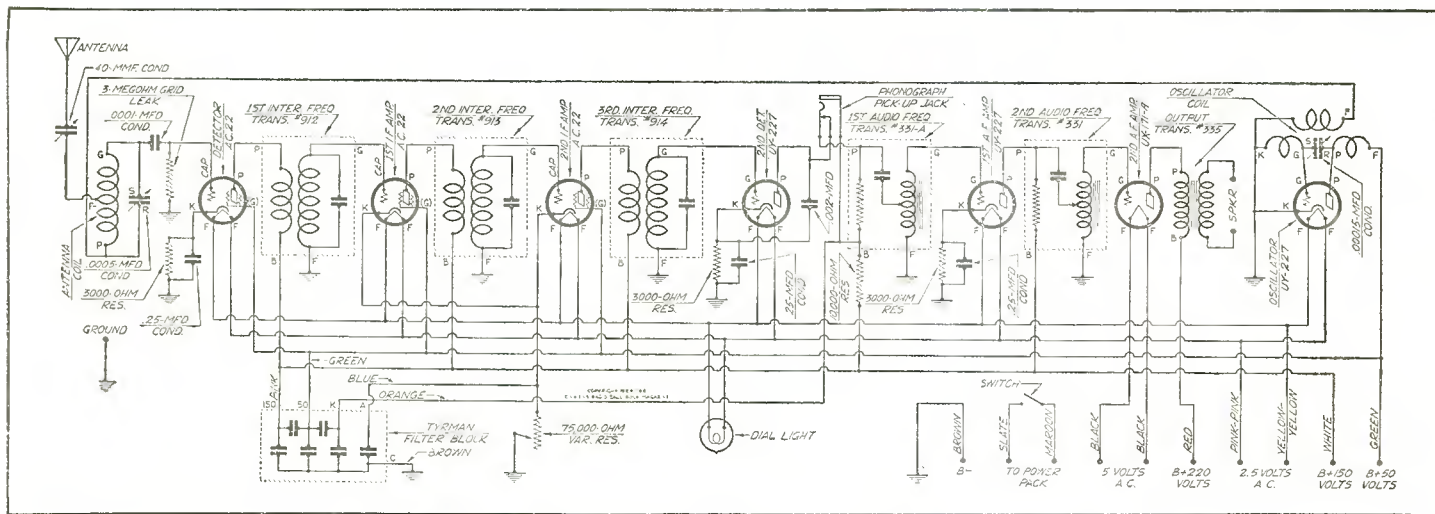 ANTENNA
40-MMF. COND
3-MEGOHM GRID
LEAK
.0001-MFD
COND.
DETECTOR
A.C. 22
1ST INTER. FREQ
TRANS. #912
1ST I.F. AMP
A.C. 22
2ND INTER. FREQ
TRANS. #913
2ND I.F. AMP
A.C. 22
3RD INTER. FREQ.
TRANS. #914
2ND DET.
UY-227
PHONOGRAPH
PICK-UP JACK
1ST AUDIO FREQ
TRANS. #331-A
1ST A.F. AMP
UY-227
2ND AUDIO FREQ
TRANS. #331
2ND A.F. AMP
UX-171-A
OSCILLATOR
COIL
OUTPUT
TRANS. #335
SPKR
.00015-MFD
COND.
OSCILLATOR
UY-227
G
S
R
P
CAP
P
K
(G)
F
F
P
G
B
F
CAP
P
K
(G)
F
F
P
G
B
F
CAP
P
K
(G)
F
F
P
G
B
F
G
P
K
F
F
P
G
B
F
G
P
K
F
F
P
G
B
F
G
P
F
F
P
B
K
G
S
R
P
F
F
F
ANTENNA
COIL
.0005-MFD
COND
3000-OHM
RES.
.25-MFD
COND.
GROUND
3000-OHM
RES.
.25-MFD
COND
.002-MFD
RES
3000-OHM
RES
.25-MFD
COND
GREEN
PINK
BLUE
ORANGE
150
50
K
A
TYRMAN
FILTER BLOCK
G
BROWN
75,000-OHM
VAR. RES.
DIAL LIGHT
SWITCH
BROWN
SLATE
MAROON
BLACK
BLACK
RED
PINK-PINK
YELLOW-
YELLOW
WHITE
GREEN
B-
TO POWER
PACK
5 VOLTS
A.C.
B+220
VOLTS
2.5 VOLTS
A.C.
B+150
VOLTS
B+50
VOLTS